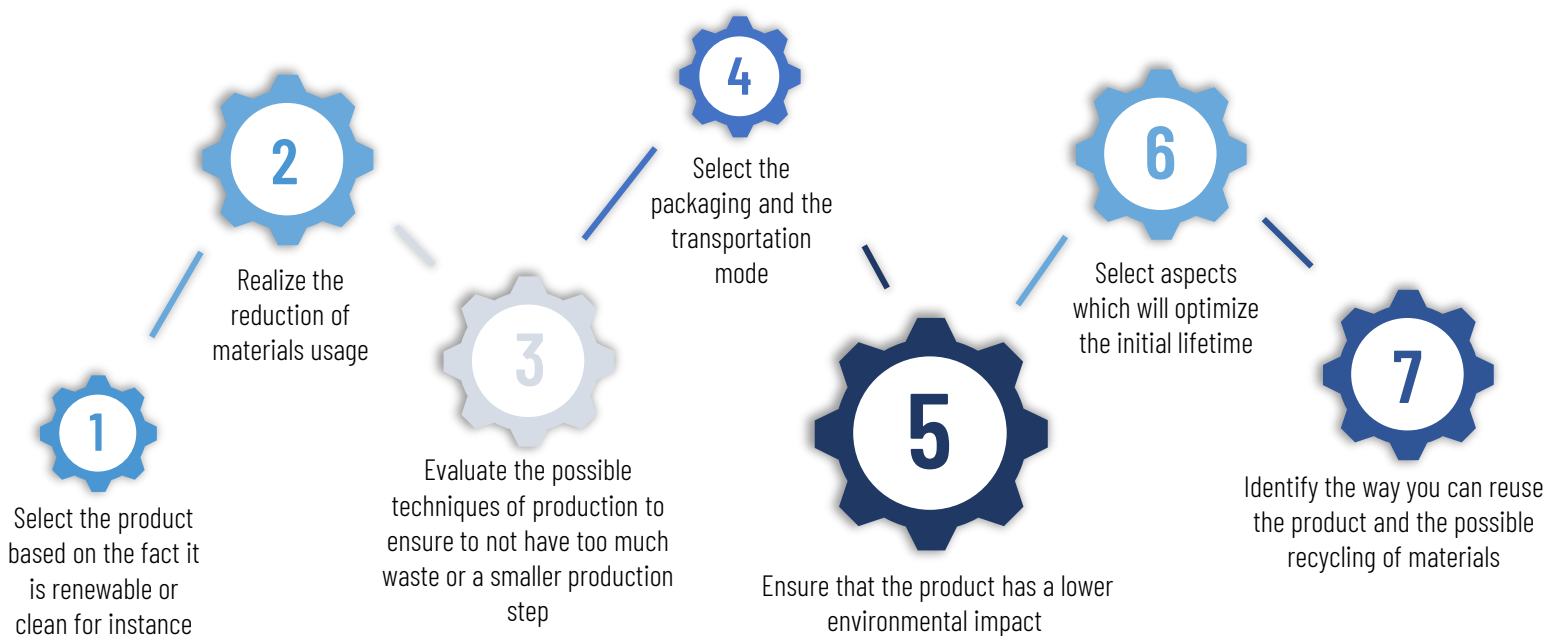 1
Select the product
based on the fact it
is renewable or
clean for instance
2
Realize the
reduction of
materials usage
3
Evaluate the possible
techniques of production to
ensure to not have too much
waste or a smaller production
step
4
Select the
packaging and the
transportation
mode
5
Ensure that the product has a lower
environmental impact
6
Select aspects
which will optimize
the initial lifetime
7
Identify the way you can reuse
the product and the possible
recycling of materials